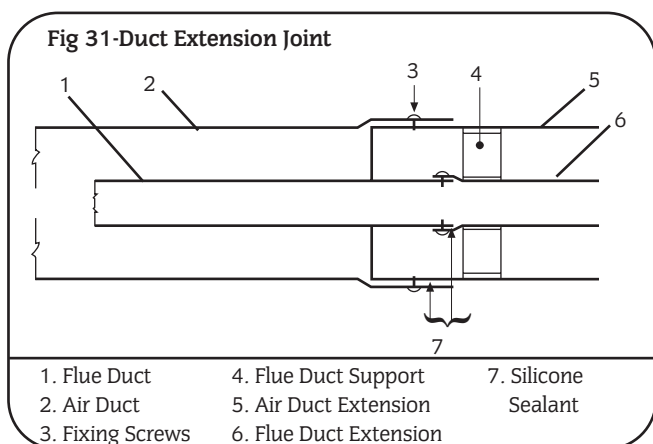 Fig 31-Duct Extension Joint
1
2
3
4
5
6
7
1. Flue Duct
2. Air Duct
3. Fixing Screws
4. Flue Duct Support
5. Air Duct Extension
6. Flue Duct Extension
7. Silicone
Sealant